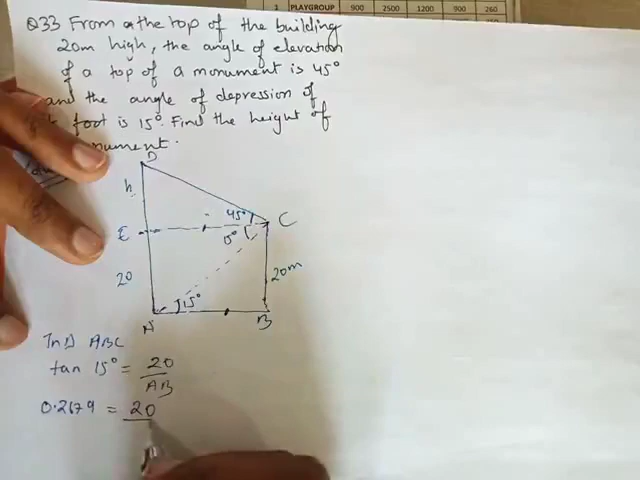 1 PLAYGROUP 900 2500 1200 900 260
Q33 From the top of the building
20m high, the angle of elevation
of a top of a monument is 45°
and the angle of depression of
foot is 15°. Find the height of
nument.
D
h
45° C
E
15°
20
20m
15°
B
In Δ ABC
tan 15° = 20
AB
0.2679 = 20